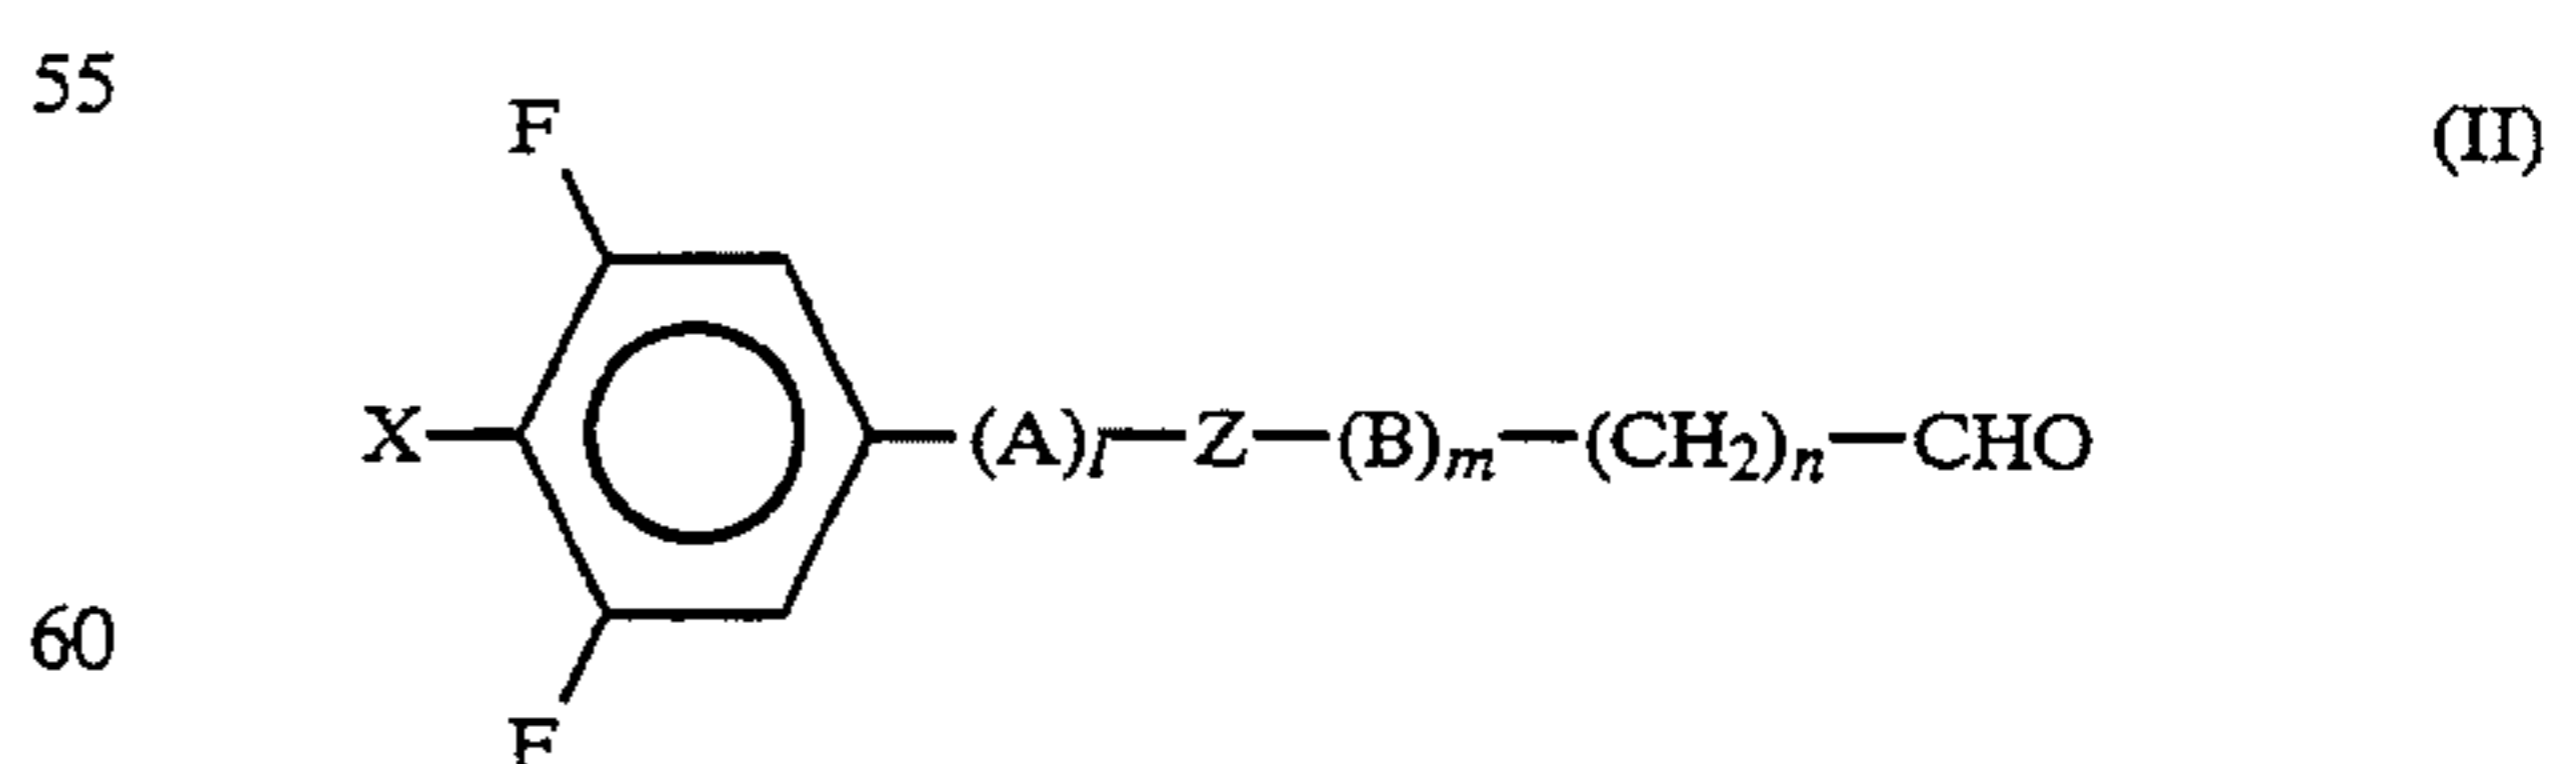 55
F
(II)
X—(A)l—Z—(B)m—(CH2)n—CHO
60
F